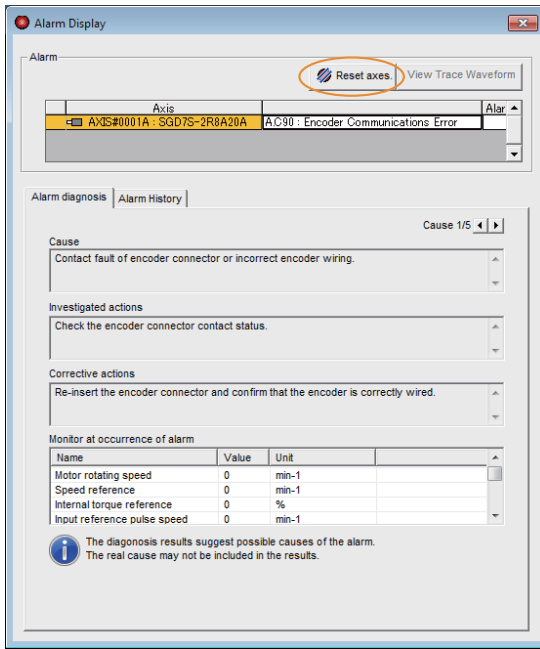 Alarm Display
Alarm
Reset axes.
View Trace Waveform
Axis
Alar
AXIS#0001A : SGD7S-2R8A20A
A.C90 : Encoder Communications Error
Alarm diagnosis
Alarm History
Cause 1/5
Cause
Contact fault of encoder connector or incorrect encoder wiring.
Investigated actions
Check the encoder connector contact status.
Corrective actions
Re-insert the encoder connector and confirm that the encoder is correctly wired.
Monitor at occurrence of alarm
Name Value Unit
Motor rotating speed 0 min-1
Speed reference 0 min-1
Internal torque reference 0 %
Input reference pulse speed 0 min-1
The diagonosis results suggest possible causes of the alarm.
The real cause may not be included in the results.